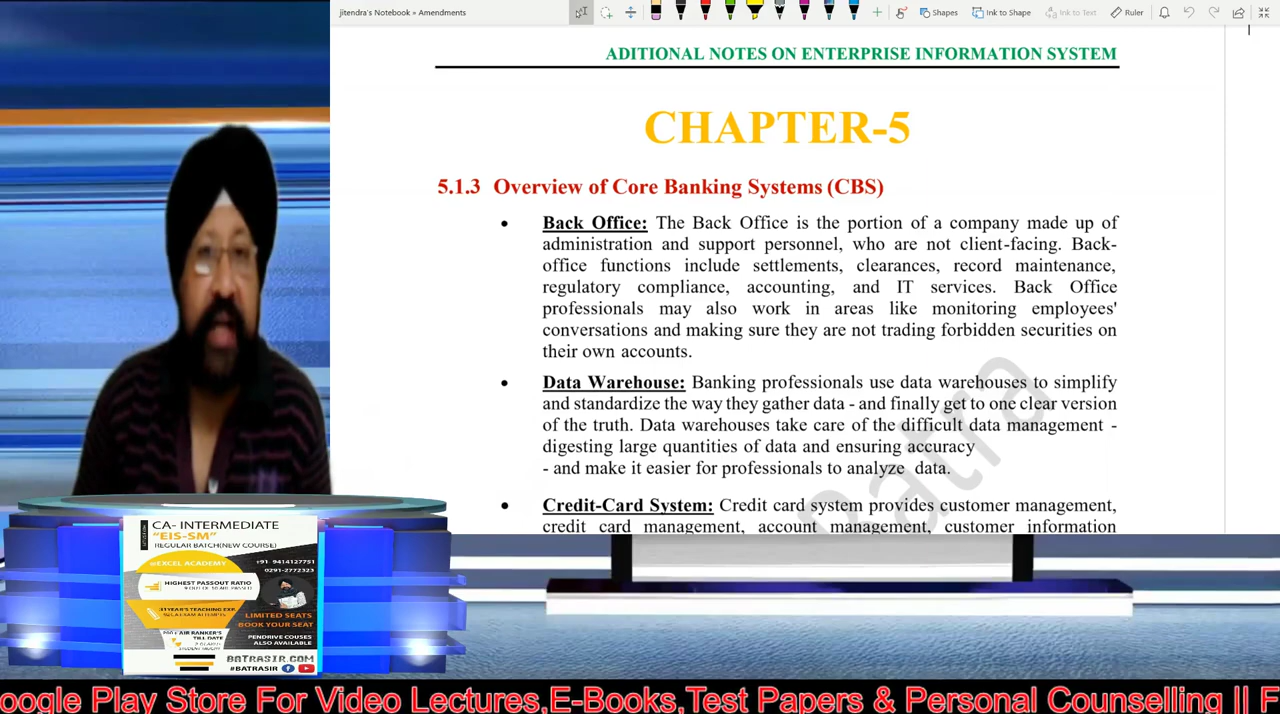 jitendra's Notebook » Amendments
Shapes
Ink to Shape
Ink to Text
Ruler
ADITIONAL NOTES ON ENTERPRISE INFORMATION SYSTEM
CHAPTER-5
5.1.3 Overview of Core Banking Systems (CBS)
• Back Office: The Back Office is the portion of a company made up of
administration and support personnel, who are not client-facing. Back-
office functions include settlements, clearances, record maintenance,
regulatory compliance, accounting, and IT services. Back Office
professionals may also work in areas like monitoring employees'
conversations and making sure they are not trading forbidden securities on
their own accounts.
• Data Warehouse: Banking professionals use data warehouses to simplify
and standardize the way they gather data - and finally get to one clear version
of the truth. Data warehouses take care of the difficult data management -
digesting large quantities of data and ensuring accuracy
- and make it easier for professionals to analyze data.
• Credit-Card System: Credit card system provides customer management,
credit card management, account management, customer information
Batra
CA- INTERMEDIATE
"EIS-SM"
REGULAR BATCH(NEW COURSE)
@EXCEL ACADEMY
+91- 9414127751
0291-2772323
HIGHEST PASSOUT RATIO
LIMITED SEATS
BOOK YOUR SEAT
TILL DATE
PENDRIVE COUSES
ALSO AVAILABLE
BATRASIR.COM
#BATRASIR
oogle Play Store For Video Lectures,E-Books,Test Papers & Personal Counselling || F